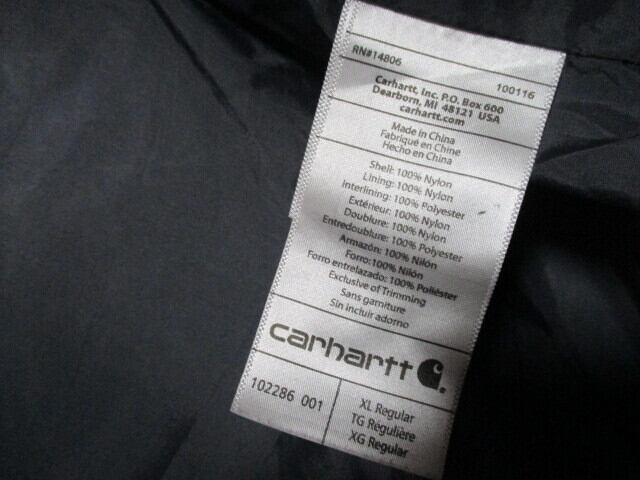 RN#14806 100116
Carhartt, Inc. P.O. Box 600
Dearborn, MI 48121 USA
carhartt.com
Made in China
Fabriqué en Chine
Hecho en China
Shell: 100% Nylon
Lining: 100% Nylon
Interlining: 100% Polyester
Extérieur: 100% Nylon
Doublure: 100% Nylon
Entredoublure: 100% Polyester
Armazón: 100% Nilón
Forro: 100% Nilón
Forro entrelazado: 100% Poliéster
Exclusive of Trimming
Sans garniture
Sin incluir adorno
carhartt
102286 001
XL Regular
TG Régulière
XG Regular